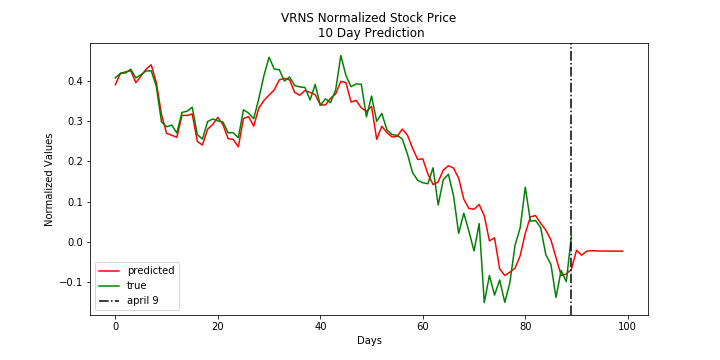 VRNS Normalized Stock Price
10 Day Prediction
Normalized Values
0.4
0.3
0.2
0.1
0.0
−0.1
predicted
true
april 9
0 20 40 60 80 100
Days